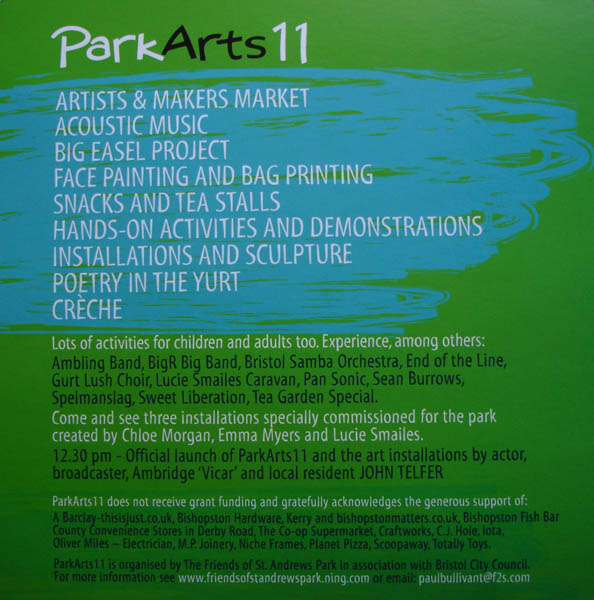 ParkArts11
ARTISTS & MAKERS MARKET
ACOUSTIC MUSIC
BIG EASEL PROJECT
FACE PAINTING AND BAG PRINTING
SNACKS AND TEA STALLS
HANDS-ON ACTIVITIES AND DEMONSTRATIONS
INSTALLATIONS AND SCULPTURE
POETRY IN THE YURT
CRÈCHE
Lots of activities for children and adults too. Experience, among others:
Ambling Band, BigR Big Band, Bristol Samba Orchestra, End of the Line,
Gurt Lush Choir, Lucie Smailes Caravan, Pan Sonic, Sean Burrows,
Spelmanslag, Sweet Liberation, Tea Garden Special.
Come and see three installations specially commissioned for the park
created by Chloe Morgan, Emma Myers and Lucie Smailes.
12.30 pm - Official launch of ParkArts11 and the art installations by actor,
broadcaster, Ambridge ‘Vicar’ and local resident JOHN TELFER
ParkArts11 does not receive grant funding and gratefully acknowledges the generous support of:
A Barclay-thisisjust.co.uk, Bishopston Hardware, Kerry and bishopstonmatters.co.uk, Bishopston Fish Bar
County Convenience Stores in Derby Road, The Co-op Supermarket, Craftworks, C.J. Hole, Iota,
Oliver Miles – Electrician, M.P. Joinery, Niche Frames, Planet Pizza, Scoopaway, Totally Toys.
ParkArts11 is organised by The Friends of St. Andrews Park in association with Bristol City Council.
For more information see www.friendsofstandrewspark.ning.com or email: paulbullivant@f2s.com